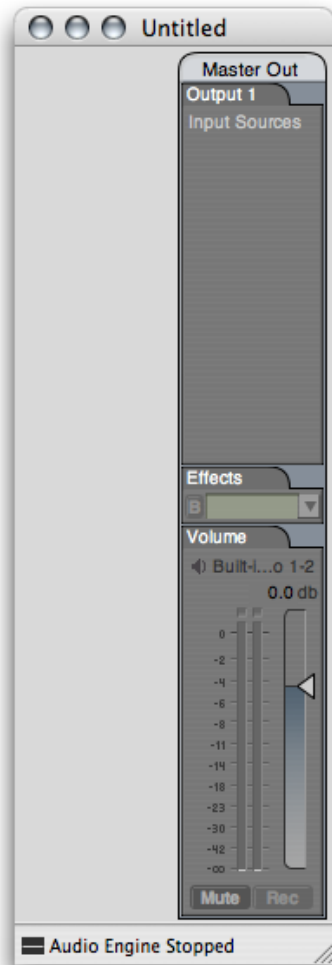 Untitled
Master Out
Output 1
Input Sources
Effects
B
Volume
Built-i...o 1-2
0.0 db
0
-2
-4
-6
-8
-11
-14
-18
-23
-30
-42
-oo
Mute Rec
Audio Engine Stopped